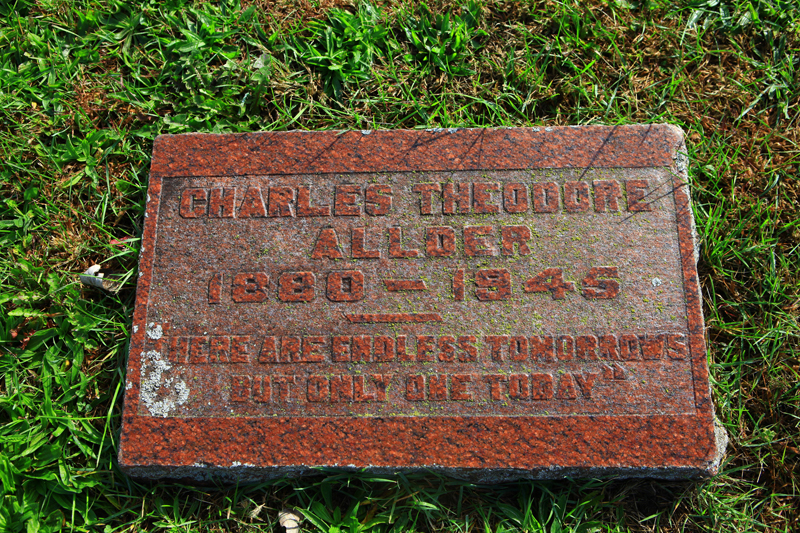 CHARLES THEODORE
ALLDER
1880 - 1945
"HERE ARE ENDLESS TOMORROWS
BUT ONLY ONE TODAY"